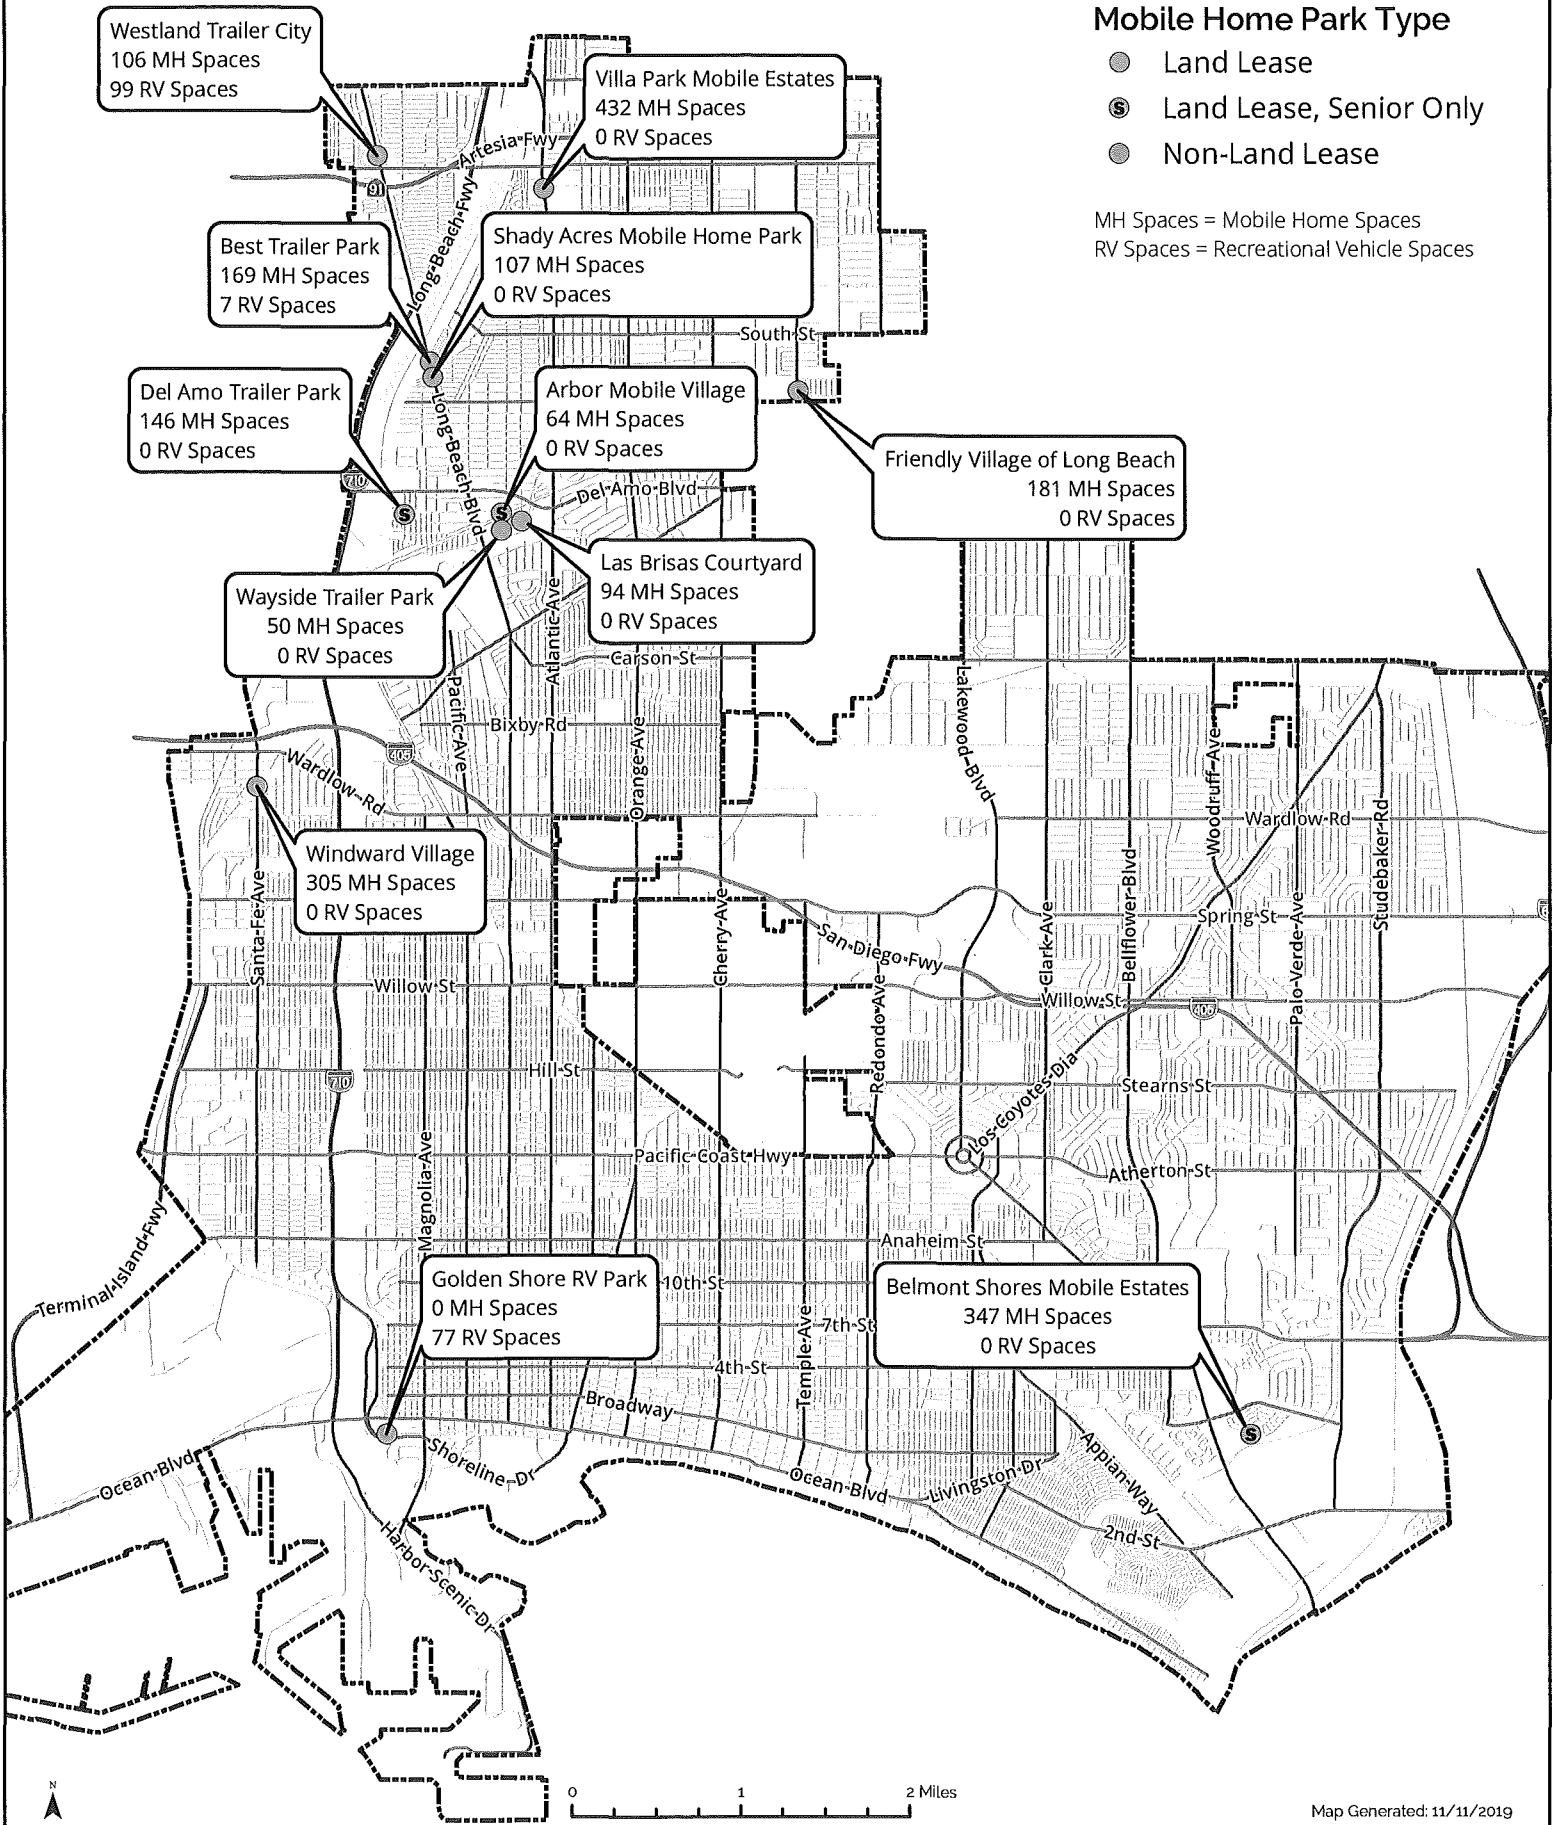 Mobile Home Park Type
Land Lease
S Land Lease, Senior Only
Non-Land Lease
MH Spaces = Mobile Home Spaces
RV Spaces = Recreational Vehicle Spaces
Westland Trailer City
106 MH Spaces
99 RV Spaces
Villa Park Mobile Estates
432 MH Spaces
0 RV Spaces
Artesia Fwy
91
Long Beach Fwy
Best Trailer Park
169 MH Spaces
7 RV Spaces
Shady Acres Mobile Home Park
107 MH Spaces
0 RV Spaces
South St
Del Amo Trailer Park
146 MH Spaces
0 RV Spaces
Arbor Mobile Village
64 MH Spaces
0 RV Spaces
Long Beach Blvd
Friendly Village of Long Beach
181 MH Spaces
0 RV Spaces
710
Del Amo Blvd
S
S
Las Brisas Courtyard
94 MH Spaces
0 RV Spaces
Wayside Trailer Park
50 MH Spaces
0 RV Spaces
Atlantic Ave
Carson St
Pacific Ave
Bixby Rd
Orange Ave
Lakewood Blvd
Woodruff Ave
405
Wardlow Rd
Wardlow Rd
Windward Village
305 MH Spaces
0 RV Spaces
Santa Fe Ave
Cherry Ave
San Diego Fwy
Clark Ave
Bellflower Blvd
Spring St
Palo Verde Ave
Studebaker Rd
Willow St
Redondo Ave
Willow St
405
Hill St
710
Los Coyotes Dia
Stearns St
Pacific Coast Hwy
Atherton St
Magnolia Ave
Anaheim St
Terminal Island Fwy
Golden Shore RV Park
0 MH Spaces
77 RV Spaces
10th St
7th St
4th St
Temple Ave
Belmont Shores Mobile Estates
347 MH Spaces
0 RV Spaces
S
Broadway
Shoreline Dr
Ocean Blvd
Ocean Blvd
Livingston Dr
Appian Way
2nd St
Harbor Scenic Dr
N
0 1 2 Miles
Map Generated: 11/11/2019